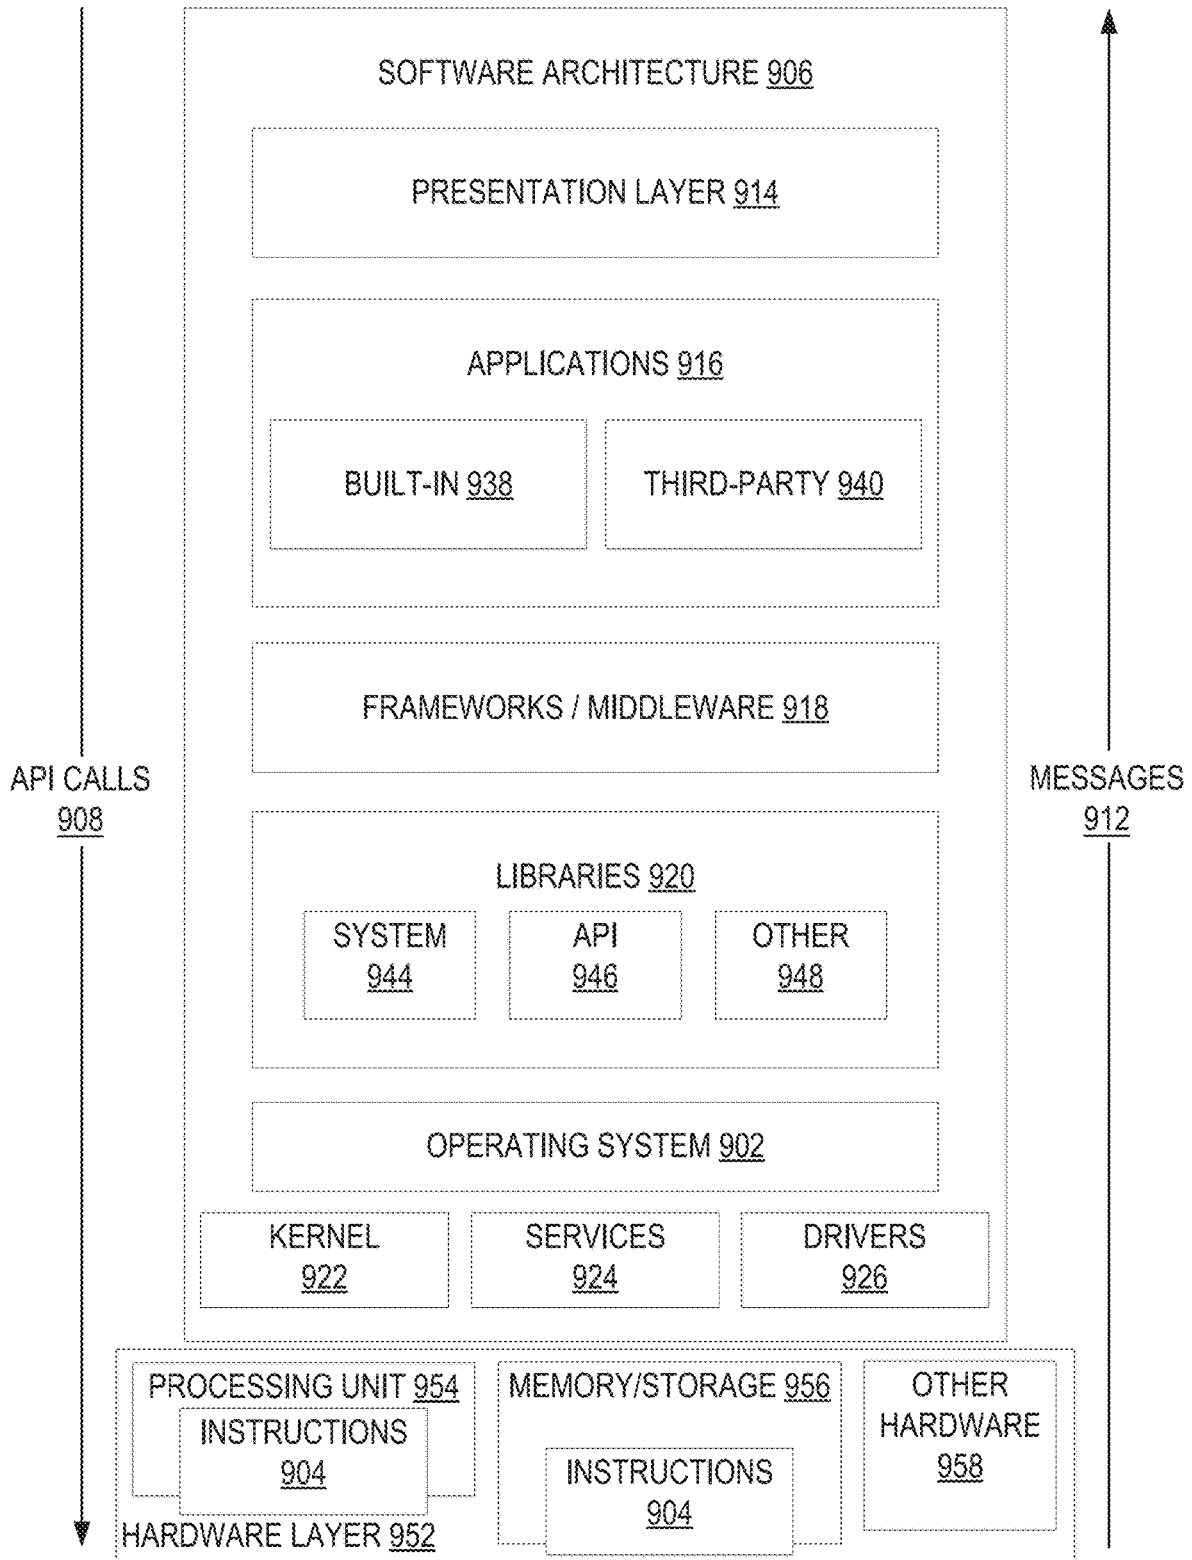 SOFTWARE ARCHITECTURE 906
PRESENTATION LAYER 914
APPLICATIONS 916
BUILT-IN 938
THIRD-PARTY 940
FRAMEWORKS / MIDDLEWARE 918
API CALLS
908
MESSAGES
912
LIBRARIES 920
SYSTEM
944
API
946
OTHER
948
OPERATING SYSTEM 902
KERNEL
922
SERVICES
924
DRIVERS
926
PROCESSING UNIT 954
INSTRUCTIONS
904
MEMORY/STORAGE 956
INSTRUCTIONS
904
OTHER
HARDWARE
958
HARDWARE LAYER 952